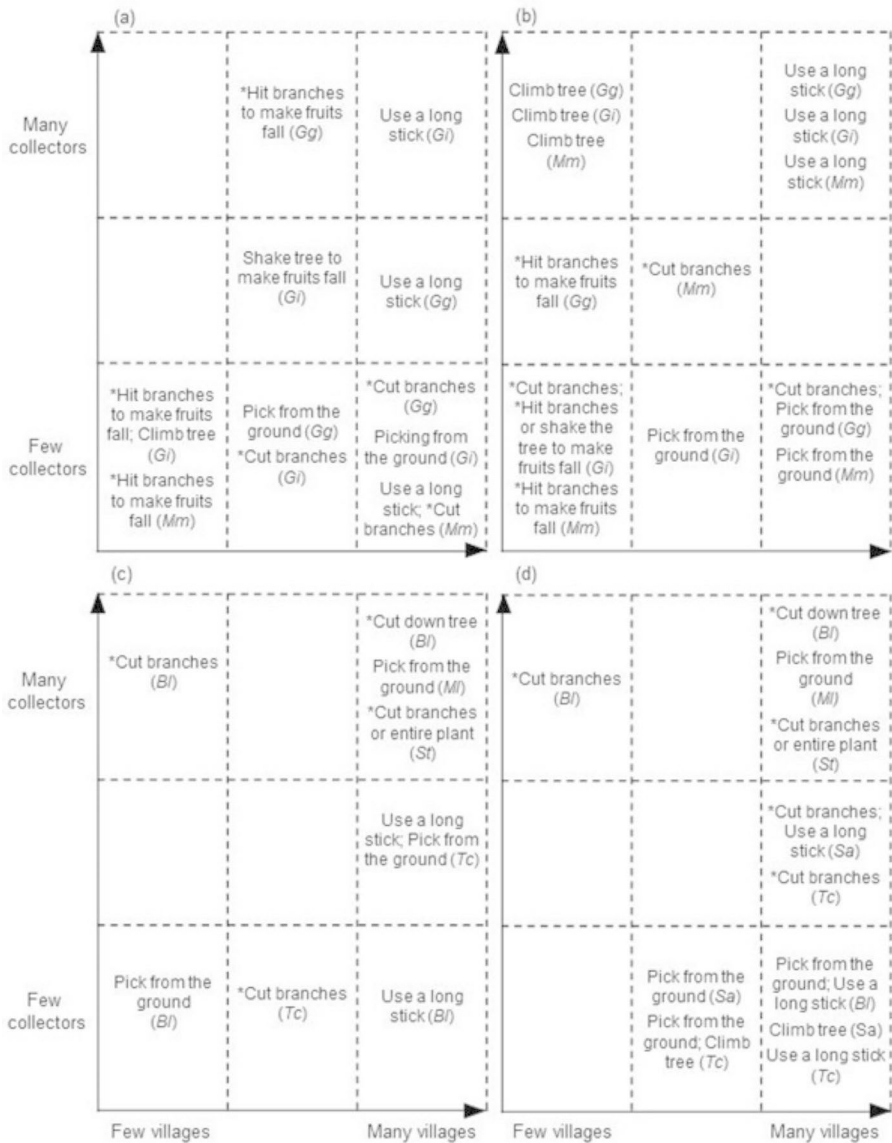 (a)
Many
collectors
*Hit branches
to make fruits
fall (Gg)
Use a long
stick (Gi)
Shake tree to
make fruits fall
(Gi)
Use a long
stick (Gg)
Few
collectors
*Hit branches
to make fruits
fall; Climb tree
(Gi)
*Hit branches
to make fruits
fall (Mm)
Pick from the
ground (Gg)
*Cut branches
(Gi)
*Cut branches
(Gg)
Picking from
the ground (Gi)
Use a long
stick; *Cut
branches (Mm)
(b)
Climb tree (Gg)
Climb tree (Gi)
Climb tree
(Mm)
Use a long
stick (Gg)
Use a long
stick (Gi)
Use a long
stick (Mm)
*Hit branches
to make fruits
fall (Gg)
*Cut branches
(Mm)
*Cut branches;
*Hit branches
or shake the
tree to make
fruits fall (Gi)
*Hit branches
to make fruits
fall (Mm)
Pick from the
ground (Gi)
*Cut branches;
Pick from the
ground (Gg)
Pick from the
ground (Mm)
(c)
Many
collectors
*Cut branches
(Bl)
*Cut down tree
(Bl)
Pick from the
ground (Ml)
*Cut branches
or entire plant
(St)
Use a long
stick; Pick from
the ground (Tc)
Few
collectors
Pick from the
ground
(Bl)
*Cut branches
(Tc)
Use a long
stick (Bl)
Few villages
Many villages
(d)
*Cut branches
(Bl)
*Cut down tree
(Bl)
Pick from the
ground
(Ml)
*Cut branches
or entire plant
(St)
*Cut branches;
Use a long
stick (Sa)
*Cut branches
(Tc)
Pick from the
ground (Sa)
Pick from the
ground; Climb
tree (Tc)
Pick from the
ground; Use a
long stick (Bl)
Climb tree (Sa)
Use a long stick
(Tc)
Few villages
Many villages